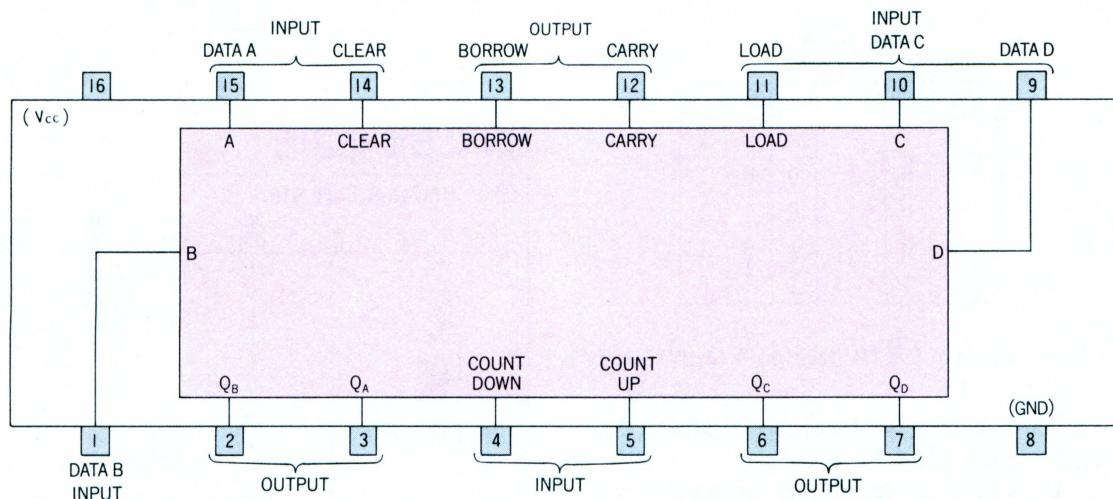 INPUT OUTPUT INPUT
DATA A CLEAR BORROW CARRY LOAD DATA C DATA D
16 15 14 13 12 11 10 9
(Vcc)
A CLEAR BORROW CARRY LOAD C
B D
COUNT DOWN COUNT UP
QB QA QC QD
(GND)
1 2 3 4 5 6 7 8
DATA B INPUT
OUTPUT INPUT OUTPUT